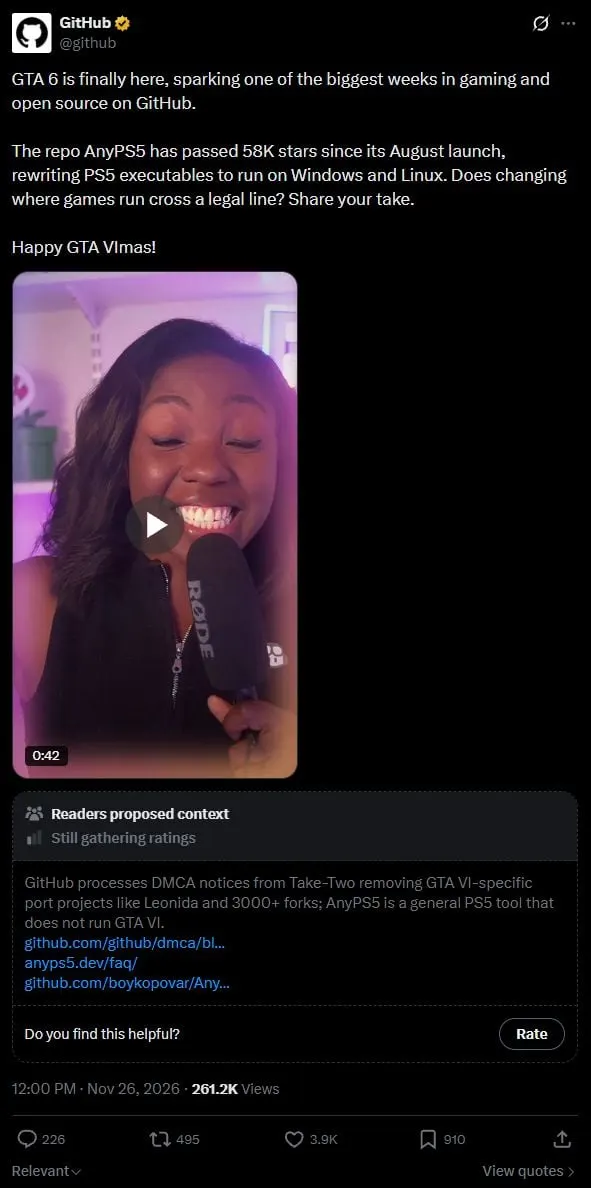 GitHub
@github
GTA 6 is finally here, sparking one of the biggest weeks in gaming and
open source on GitHub.
The repo AnyPS5 has passed 58K stars since its August launch,
rewriting PS5 executables to run on Windows and Linux. Does changing
where games run cross a legal line? Share your take.
Happy GTA VImas!
RØDE
0:42
Readers proposed context
Still gathering ratings
GitHub processes DMCA notices from Take-Two removing GTA VI-specific
port projects like Leonida and 3000+ forks; AnyPS5 is a general PS5 tool that
does not run GTA VI.
github.com/github/dmca/bl...
anyps5.dev/faq/
github.com/boykopovar/Any...
Do you find this helpful?
Rate
12:00 PM · Nov 26, 2026 · 261.2K Views
226 495 3.9K 910
Relevant
View quotes